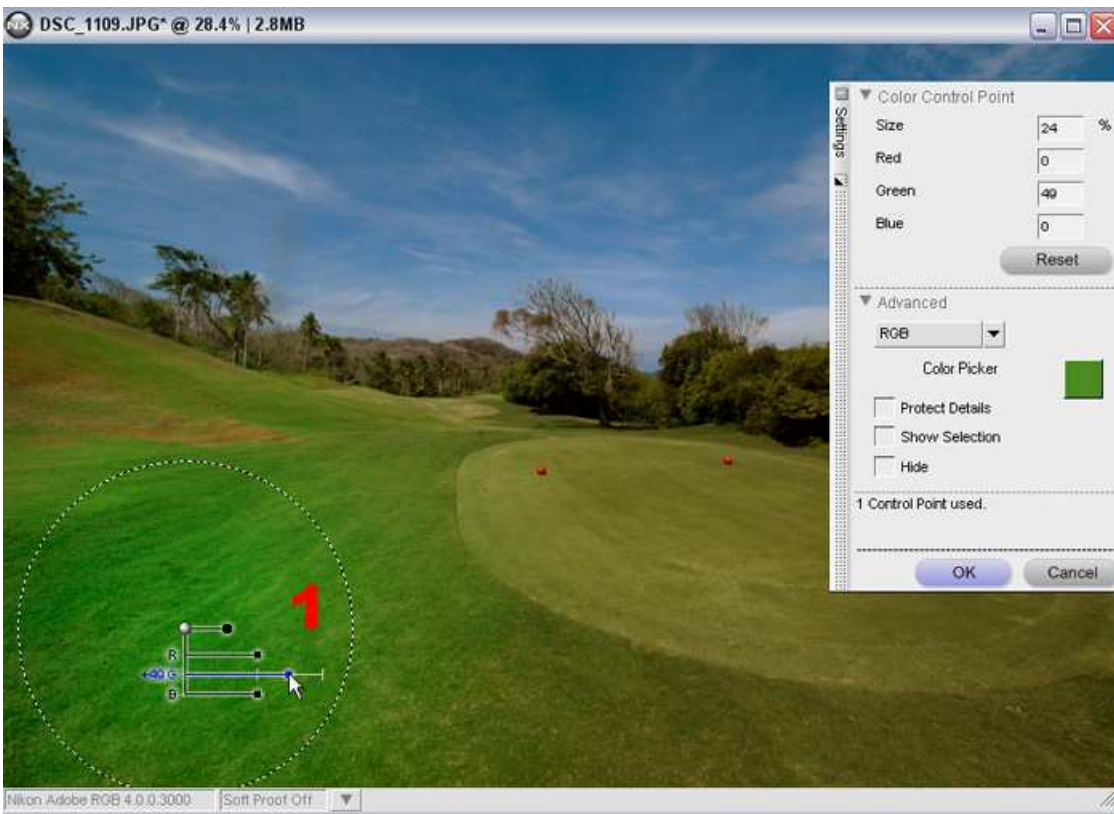 NX DSC_1109.JPG* @ 28.4% | 2.8MB
Settings
Color Control Point
Size 24 %
Red 0
Green 49
Blue 0
Reset
Advanced
RGB
Color Picker
Protect Details
Show Selection
Hide
1 Control Point used.
OK Cancel
1
R
+49 G
B
Nikon Adobe RGB 4.0.0.3000 Soft Proof Off